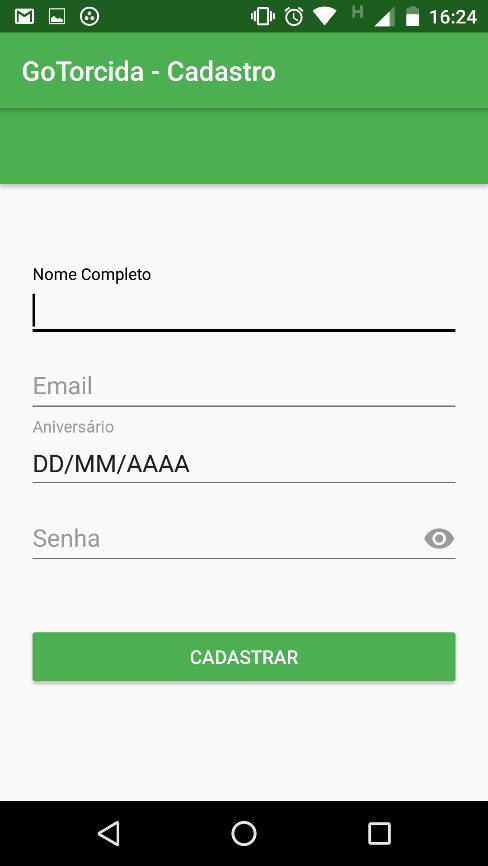 H
16:24
GoTorcida - Cadastro
Nome Completo
Email
Aniversário
DD/MM/AAAA
Senha
CADASTRAR